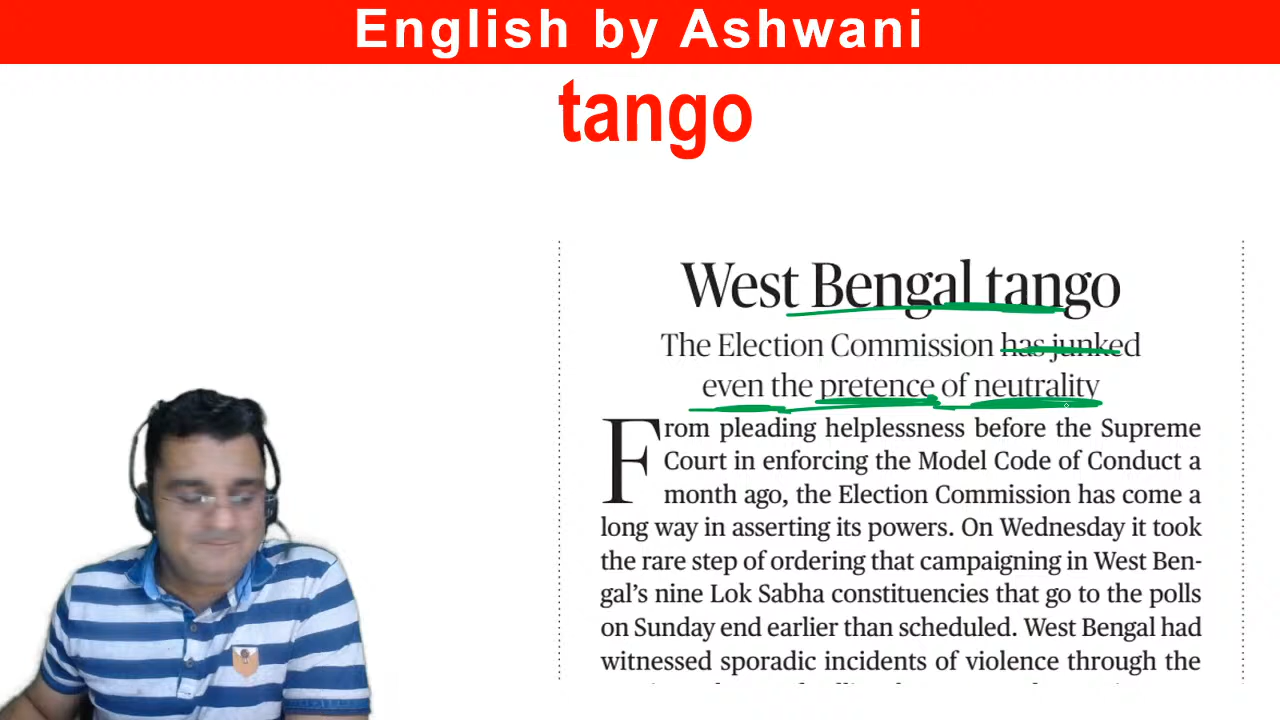 English by Ashwani
tango
West Bengal tango
The Election Commission has junked
even the pretence of neutrality
From pleading helplessness before the Supreme
Court in enforcing the Model Code of Conduct a
month ago, the Election Commission has come a
long way in asserting its powers. On Wednesday it took
the rare step of ordering that campaigning in West Ben-
gal's nine Lok Sabha constituencies that go to the polls
on Sunday end earlier than scheduled. West Bengal had
witnessed sporadic incidents of violence through the